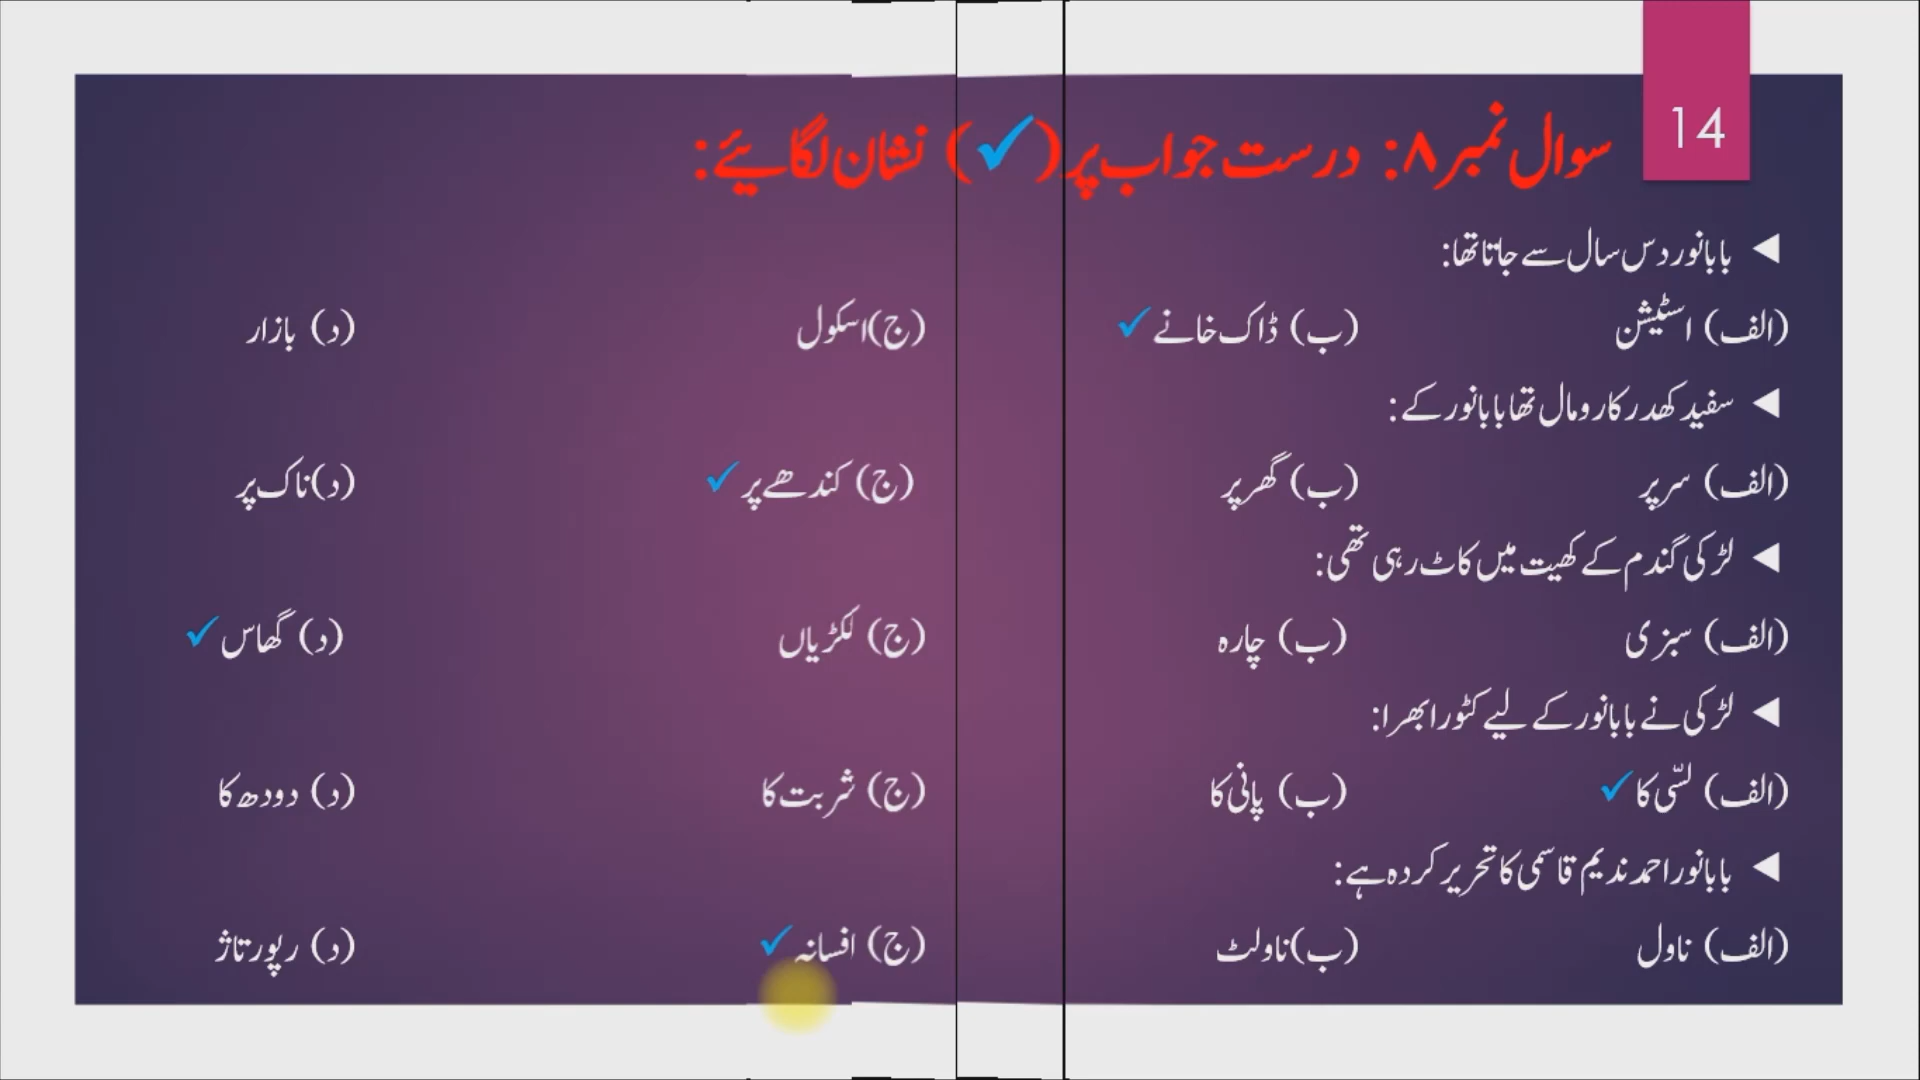 14
سوال نمبر ۸: درست جواب پر (✓) نشان لگائیے:
بابا نور دس سال سے جاتا تھا:
(الف) اسٹیشن (ب) ڈاک خانے ✓ (ج) اسکول (د) بازار
سفید کھدر کا رومال تھا بابا نور کے:
(الف) سر پر (ب) گھر پر (ج) کندھے پر ✓ (د) ناک پر
لڑکی گندم کے کھیت میں کاٹ رہی تھی:
(الف) سبزی (ب) چارہ (ج) لکڑیاں (د) گھاس ✓
لڑکی نے بابا نور کے لیے کٹورا بھرا:
(الف) لسّی کا ✓ (ب) پانی کا (ج) شربت کا (د) دودھ کا
بابا نور احمد ندیم قاسمی کا تحریر کردہ ہے:
(الف) ناول (ب) ناولٹ (ج) افسانہ ✓ (د) رپورتاژ